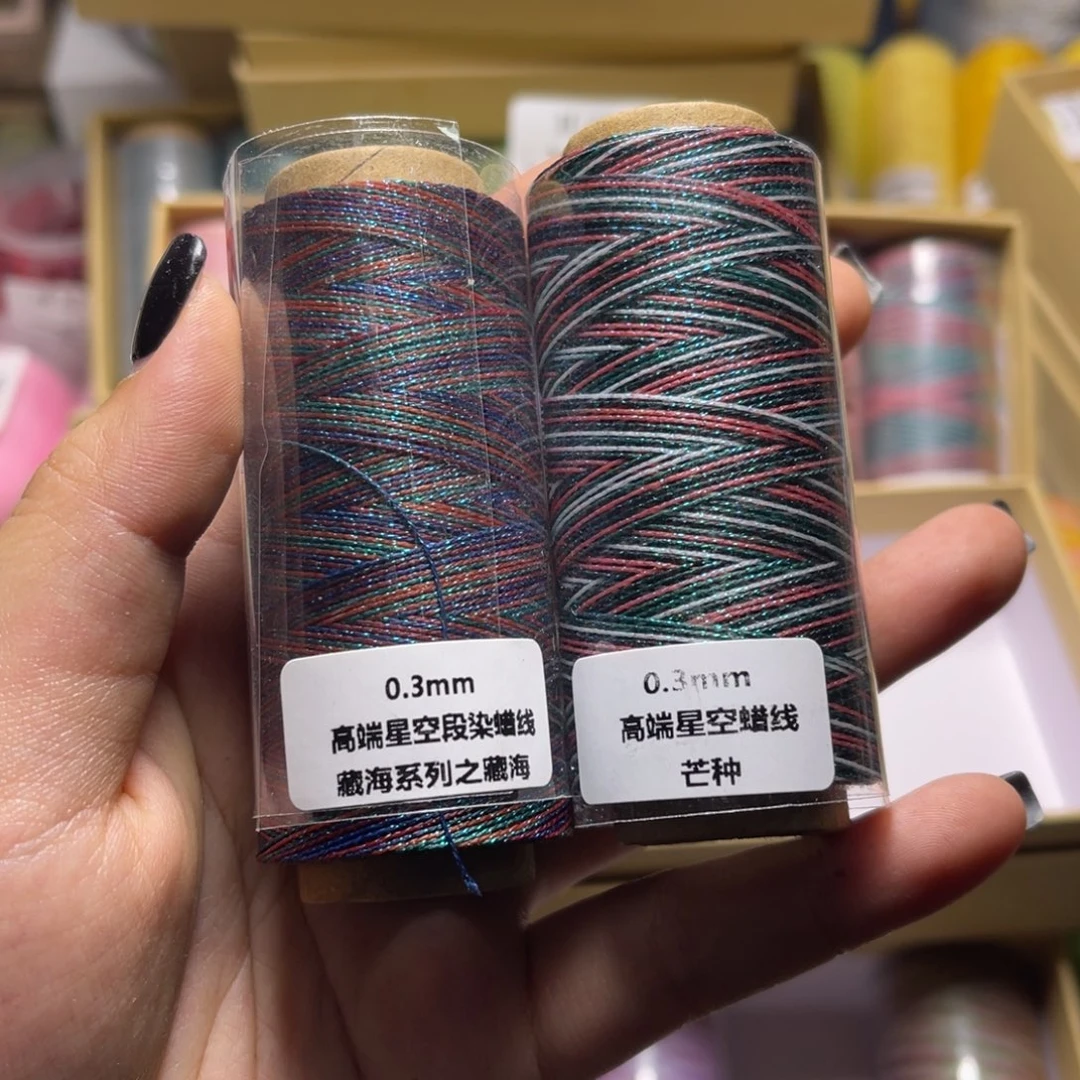 0.3mm
高端星空段染蜡线
藏海系列之藏海
0.3mm
高端星空蜡线
芒种